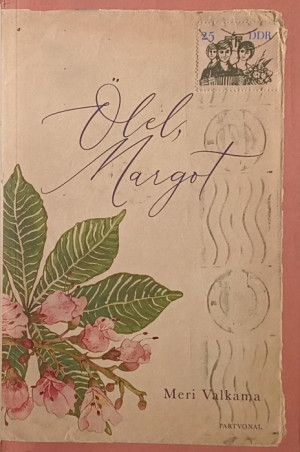 25 DDR
Ölel,
Margot
Meri Valkama
PARTVONAL